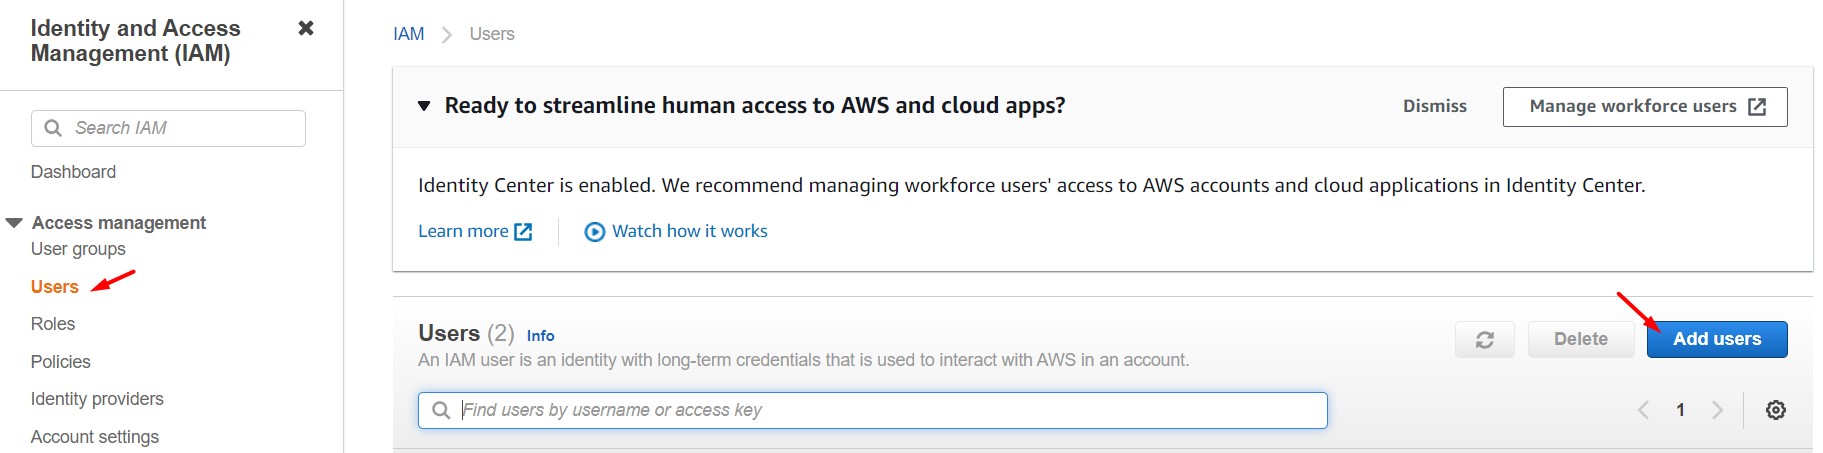 Identity and Access
Management (IAM)
Search IAM
Dashboard
Access management
User groups
Users
Roles
Policies
Identity providers
Account settings
IAM Users
Ready to streamline human access to AWS and cloud apps?
Dismiss
Manage workforce users
Identity Center is enabled. We recommend managing workforce users' access to AWS accounts and cloud applications in Identity Center.
Learn more
Watch how it works
Users (2) Info
An IAM user is an identity with long-term credentials that is used to interact with AWS in an account.
Delete
Add users
Find users by username or access key
1